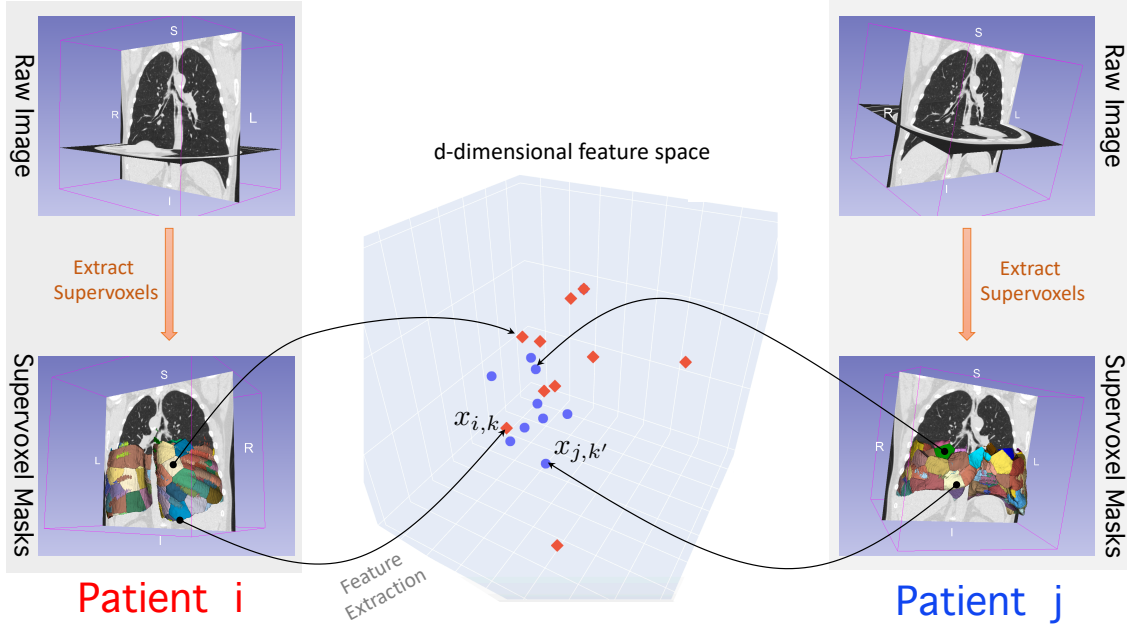 Raw Image
S
R
L
I
Extract
Supervoxels
Supervoxel Masks
S
L
R
I
Patient i
d-dimensional feature space
x_{i,k}
x_{j,k'}
Feature
Extraction
Raw Image
S
R
L
I
Extract
Supervoxels
Supervoxel Masks
S
R
L
I
Patient j